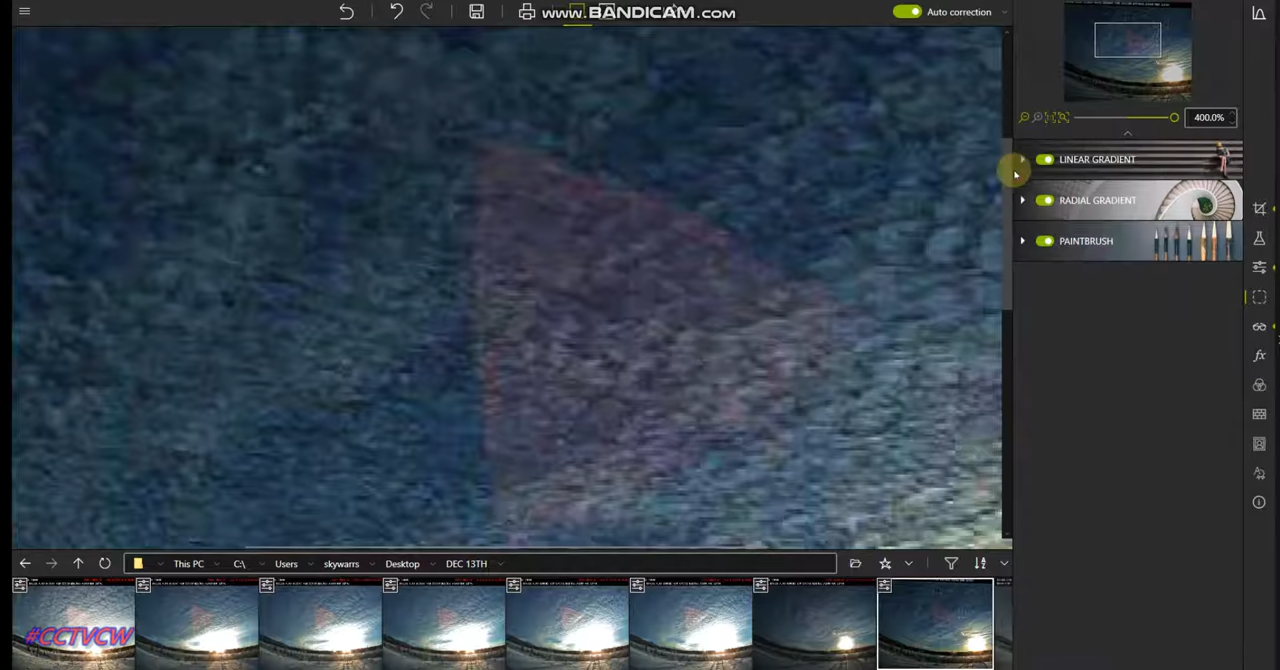 www.BANDICAM.com
Auto correction
400.0%
LINEAR GRADIENT
RADIAL GRADIENT
PAINTBRUSH
This PC
C:\
Users
skywarrs
Desktop
DEC 13TH
#CCTVCW